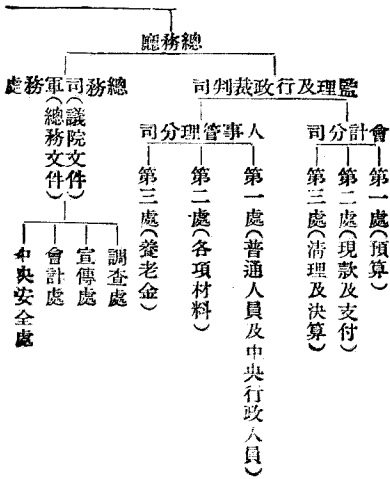 總務廳
監理及行政裁判司
會計分司
第一處(預算)
第二處(現款及支付)
第三處(清理及決算)
人事管理分司
第一處(普通人員及中央行政人員)
第二處(各項材料)
第三處(養老金)
總務司(議院文件)
軍務處(總務文件)
調查處
宣傳處
會計處
中央安全處